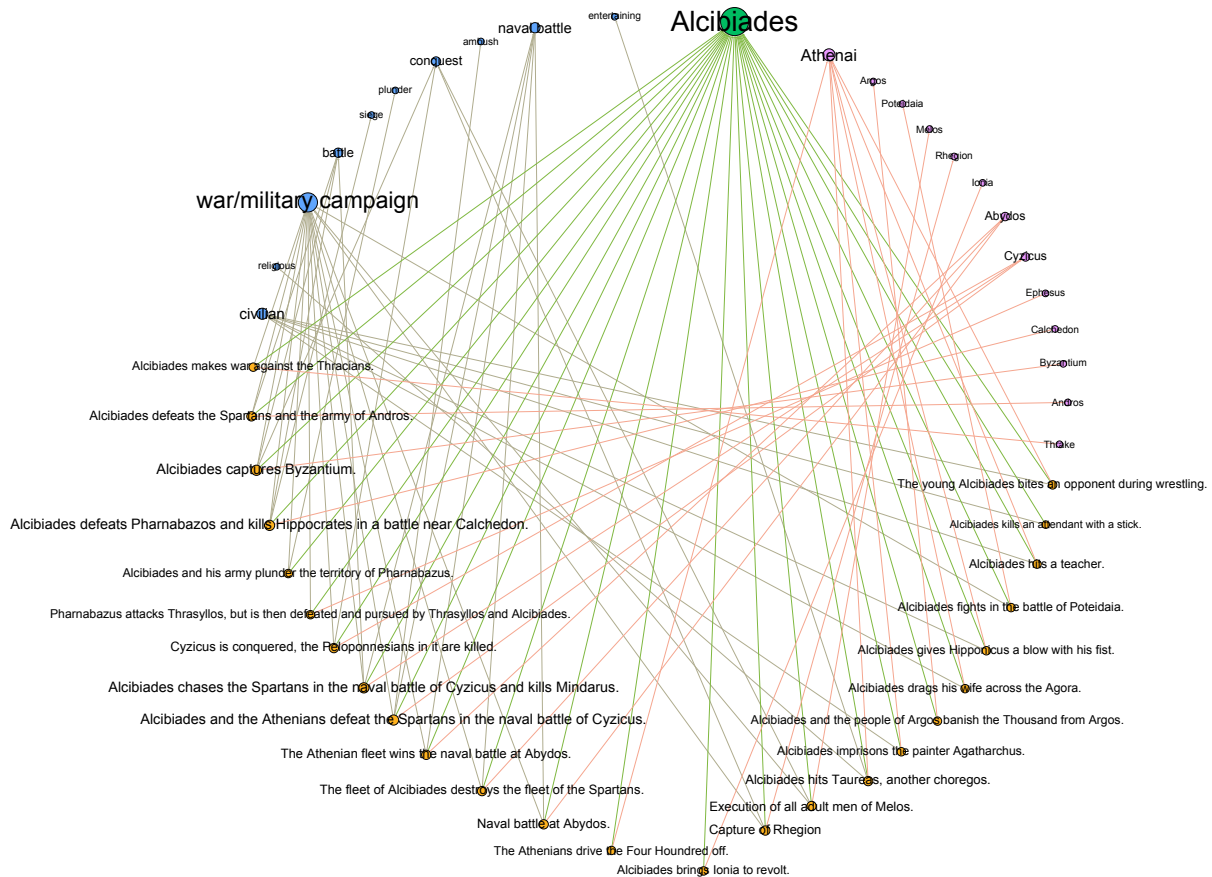 entertaining
Alcibiades
naval battle
ambush
Athenai
conquest
Argos
plunder
Poteidaia
siege
Melos
battle
Rhegion
Ionia
war/military campaign
Abydos
Cyzicus
religious
Ephesus
civilian
Calchedon
Alcibiades makes war against the Thracians.
Byzantium
Andros
Alcibiades defeats the Spartans and the army of Andros.
Thrake
Alcibiades captures Byzantium.
The young Alcibiades bites an opponent during wrestling.
Alcibiades defeats Pharnabazos and kills Hippocrates in a battle near Calchedon.
Alcibiades kills an attendant with a stick.
Alcibiades hits a teacher.
Alcibiades and his army plunder the territory of Pharnabazus.
Alcibiades fights in the battle of Poteidaia.
Pharnabazus attacks Thrasyllos, but is then defeated and pursued by Thrasyllos and Alcibiades.
Cyzicus is conquered, the Peloponnesians in it are killed.
Alcibiades gives Hipponicus a blow with his fist.
Alcibiades chases the Spartans in the naval battle of Cyzicus and kills Mindarus.
Alcibiades drags his wife across the Agora.
Alcibiades and the Athenians defeat the Spartans in the naval battle of Cyzicus.
Alcibiades and the people of Argos banish the Thousand from Argos.
The Athenian fleet wins the naval battle at Abydos.
Alcibiades imprisons the painter Agatharchus.
Alcibiades hits Taureas, another choregos.
The fleet of Alcibiades destroys the fleet of the Spartans.
Execution of all adult men of Melos.
Naval battle at Abydos.
Capture of Rhegion
The Athenians drive the Four Houndred off.
Alcibiades brings Ionia to revolt.